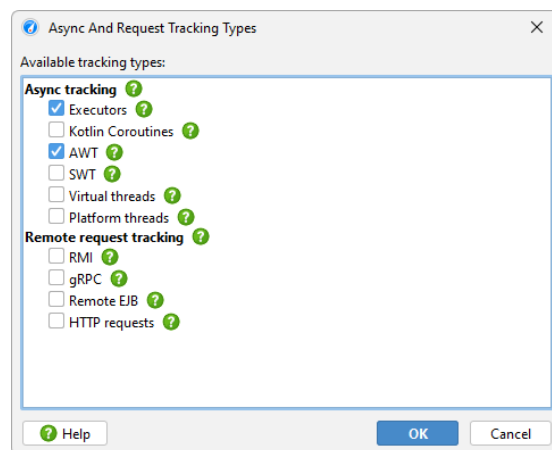 Async And Request Tracking Types
Available tracking types:
Async tracking ?
Executors ?
Kotlin Coroutines ?
AWT ?
SWT ?
Virtual threads ?
Platform threads ?
Remote request tracking ?
RMI ?
gRPC ?
Remote EJB ?
HTTP requests ?
? Help
OK
Cancel